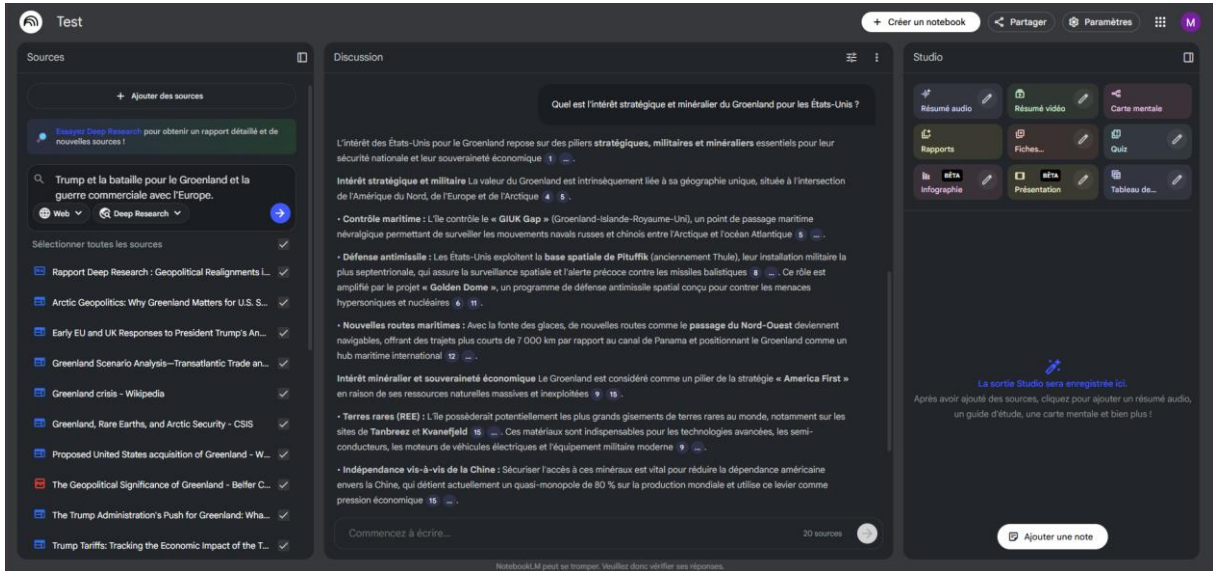 Test
+ Créer un notebook
Partager
Paramètres
M
Sources
+ Ajouter des sources
Essayez Deep Research pour obtenir un rapport détaillé et de
nouvelles sources !
Trump et la bataille pour le Groenland et la
guerre commerciale avec l'Europe.
Web
Deep Research
Sélectionner toutes les sources
Rapport Deep Research : Geopolitical Realignments i...
Arctic Geopolitics: Why Greenland Matters for U.S. S...
Early EU and UK Responses to President Trump's An...
Greenland Scenario Analysis—Transatlantic Trade an...
Greenland crisis - Wikipedia
Greenland, Rare Earths, and Arctic Security - CSIS
Proposed United States acquisition of Greenland - W...
The Geopolitical Significance of Greenland - Belfer C...
The Trump Administration's Push for Greenland: Wha...
Trump Tariffs: Tracking the Economic Impact of the T...
Discussion
Quel est l'intérêt stratégique et minéralier du Groenland pour les États-Unis ?
L'intérêt des États-Unis pour le Groenland repose sur des piliers stratégiques, militaires et minéraliers essentiels pour leur
sécurité nationale et leur souveraineté économique 1 ... .
Intérêt stratégique et militaire La valeur du Groenland est intrinsèquement liée à sa géographie unique, située à l'intersection
de l'Amérique du Nord, de l'Europe et de l'Arctique 4 5 .
• Contrôle maritime : L'île contrôle le « GIUK Gap » (Groenland-Islande-Royaume-Uni), un point de passage maritime
névralgique permettant de surveiller les mouvements navals russes et chinois entre l'Arctique et l'océan Atlantique 5 ... .
• Défense antimissile : Les États-Unis exploitent la base spatiale de Pituffik (anciennement Thule), leur installation militaire la
plus septentrionale, qui assure la surveillance spatiale et l'alerte précoce contre les missiles balistiques 8 ... . Ce rôle est
amplifié par le projet « Golden Dome », un programme de défense antimissile spatial conçu pour contrer les menaces
hypersoniques et nucléaires 6 11 .
• Nouvelles routes maritimes : Avec la fonte des glaces, de nouvelles routes comme le passage du Nord-Ouest deviennent
navigables, offrant des trajets plus courts de 7 000 km par rapport au canal de Panama et positionnant le Groenland comme un
hub maritime international 12 ... .
Intérêt minéralier et souveraineté économique Le Groenland est considéré comme un pilier de la stratégie « America First »
en raison de ses ressources naturelles massives et inexploitées 9 15 .
• Terres rares (REE) : L'île possèderait potentiellement les plus grands gisements de terres rares au monde, notamment sur les
sites de Tanbreez et Kvanefjeld 15 ... . Ces matériaux sont indispensables pour les technologies avancées, les semi-
conducteurs, les moteurs de véhicules électriques et l'équipement militaire moderne 9 ... .
• Indépendance vis-à-vis de la Chine : Sécuriser l'accès à ces minéraux est vital pour réduire la dépendance américaine
envers la Chine, qui détient actuellement un quasi-monopole de 80 % sur la production mondiale et utilise ce levier comme
pression économique 15 ... .
Commencez à écrire...
20 sources
NotebookLM peut se tromper. Veuillez donc vérifier ses réponses.
Studio
Résumé audio
Résumé vidéo
Carte mentale
Rapports
Fiches...
Quiz
BÊTA
Infographie
BÊTA
Présentation
Tableau de...
La sortie Studio sera enregistrée ici.
Après avoir ajouté des sources, cliquez pour ajouter un résumé audio,
un guide d'étude, une carte mentale et bien plus !
Ajouter une note